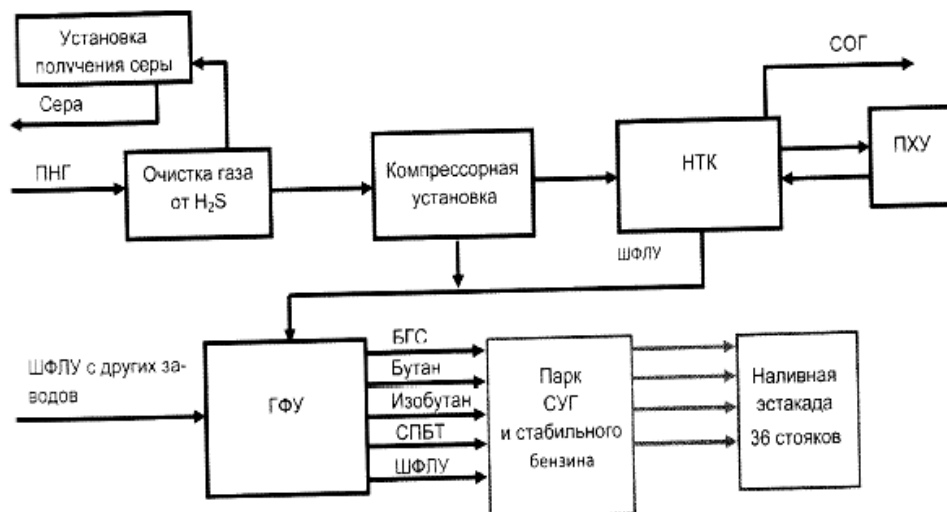 Установка
получения серы
СОГ
Сера
ПНГ
Очистка газа
от H₂S
Компрессорная
установка
НТК
ПХУ
ШФЛУ
ШФЛУ с других за-
водов
ГФУ
БГС
Бутан
Изобутан
СПБТ
ШФЛУ
Парк
СУГ
и стабильного
бензина
Наливная
эстакада
36 стояков